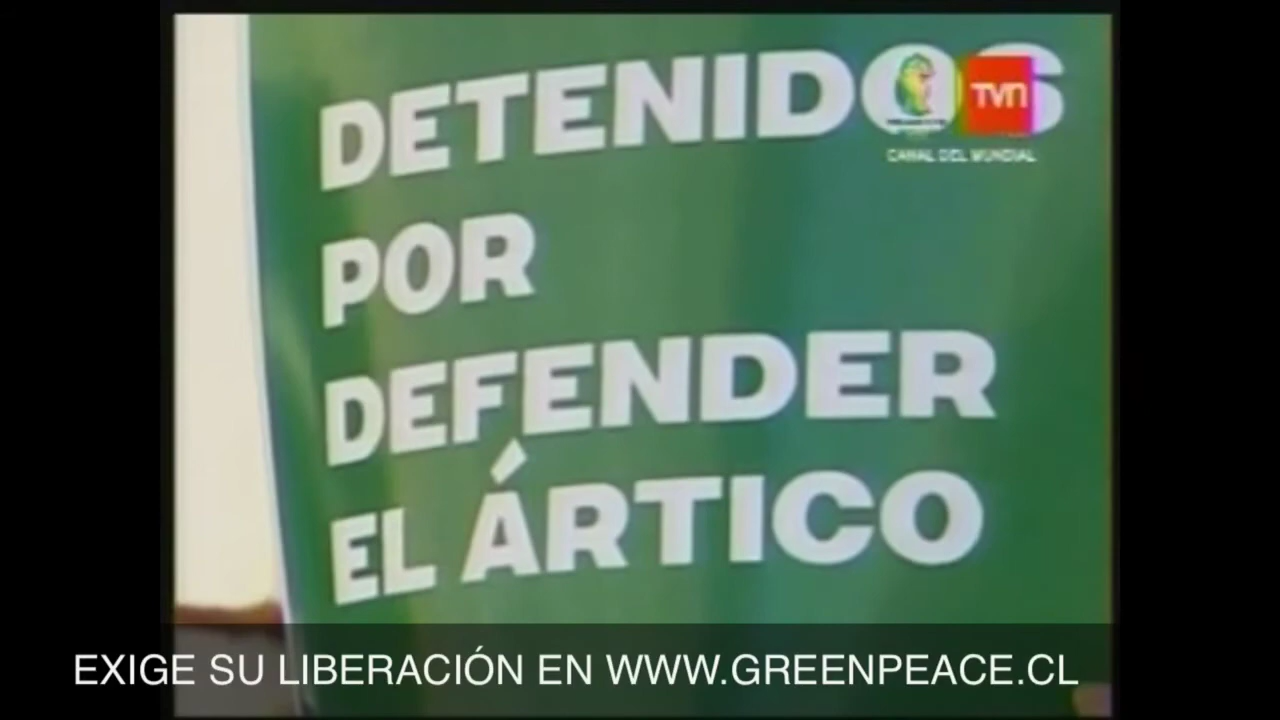 DETENIDOS
TVN
CANAL DEL MUNDIAL
POR
DEFENDER
EL ÁRTICO
EXIGE SU LIBERACIÓN EN WWW.GREENPEACE.CL